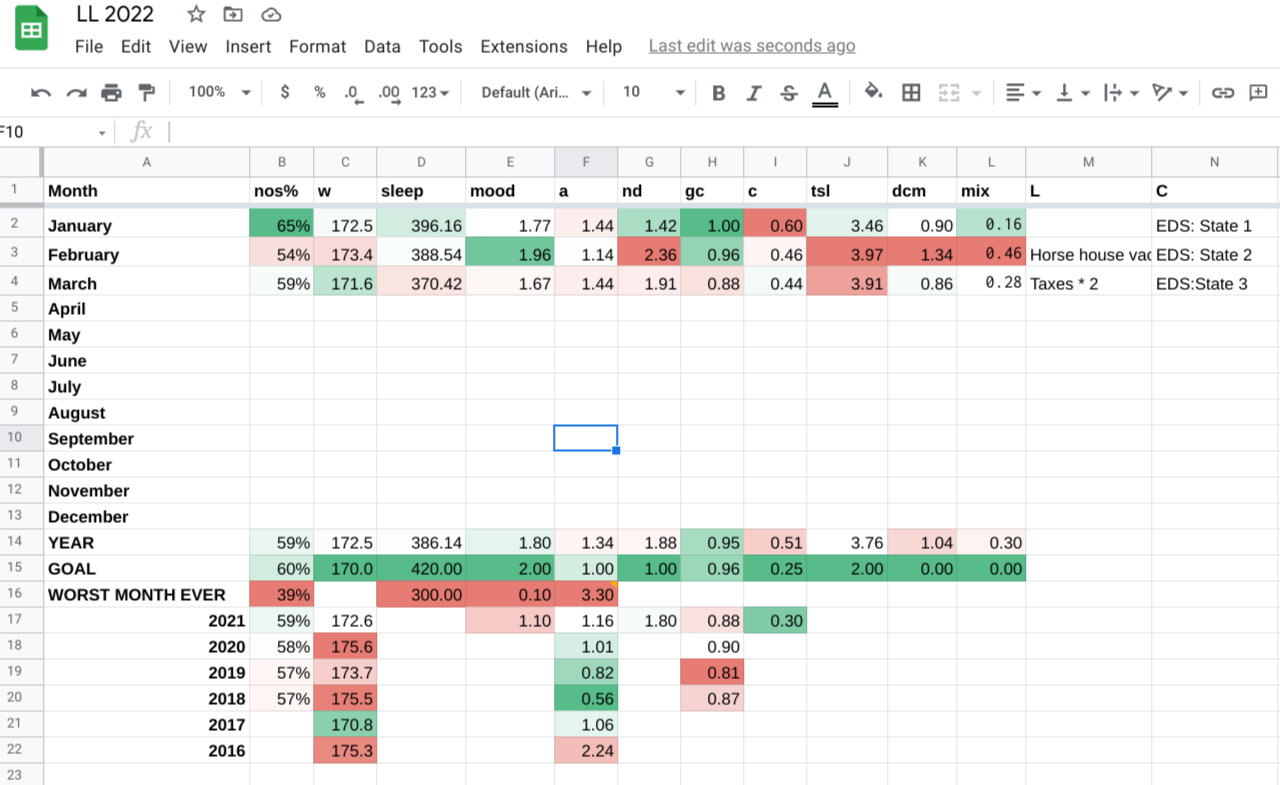 LL 2022
File Edit View Insert Format Data Tools Extensions Help Last edit was seconds ago
100% $ % .0 .00 123 Default (Ari... 10 B I S A
F10 fx
A B C D E F G H I J K L M N
1 Month nos% w sleep mood a nd gc c tsl dcm mix L C
2 January 65% 172.5 396.16 1.77 1.44 1.42 1.00 0.60 3.46 0.90 0.16 EDS: State 1
3 February 54% 173.4 388.54 1.96 1.14 2.36 0.96 0.46 3.97 1.34 0.46 Horse house vac EDS: State 2
4 March 59% 171.6 370.42 1.67 1.44 1.91 0.88 0.44 3.91 0.86 0.28 Taxes * 2 EDS:State 3
5 April
6 May
7 June
8 July
9 August
10 September
11 October
12 November
13 December
14 YEAR 59% 172.5 386.14 1.80 1.34 1.88 0.95 0.51 3.76 1.04 0.30
15 GOAL 60% 170.0 420.00 2.00 1.00 1.00 0.96 0.25 2.00 0.00 0.00
16 WORST MONTH EVER 39% 300.00 0.10 3.30
17 2021 59% 172.6 1.10 1.16 1.80 0.88 0.30
18 2020 58% 175.6 1.01 0.90
19 2019 57% 173.7 0.82 0.81
20 2018 57% 175.5 0.56 0.87
21 2017 170.8 1.06
22 2016 175.3 2.24
23